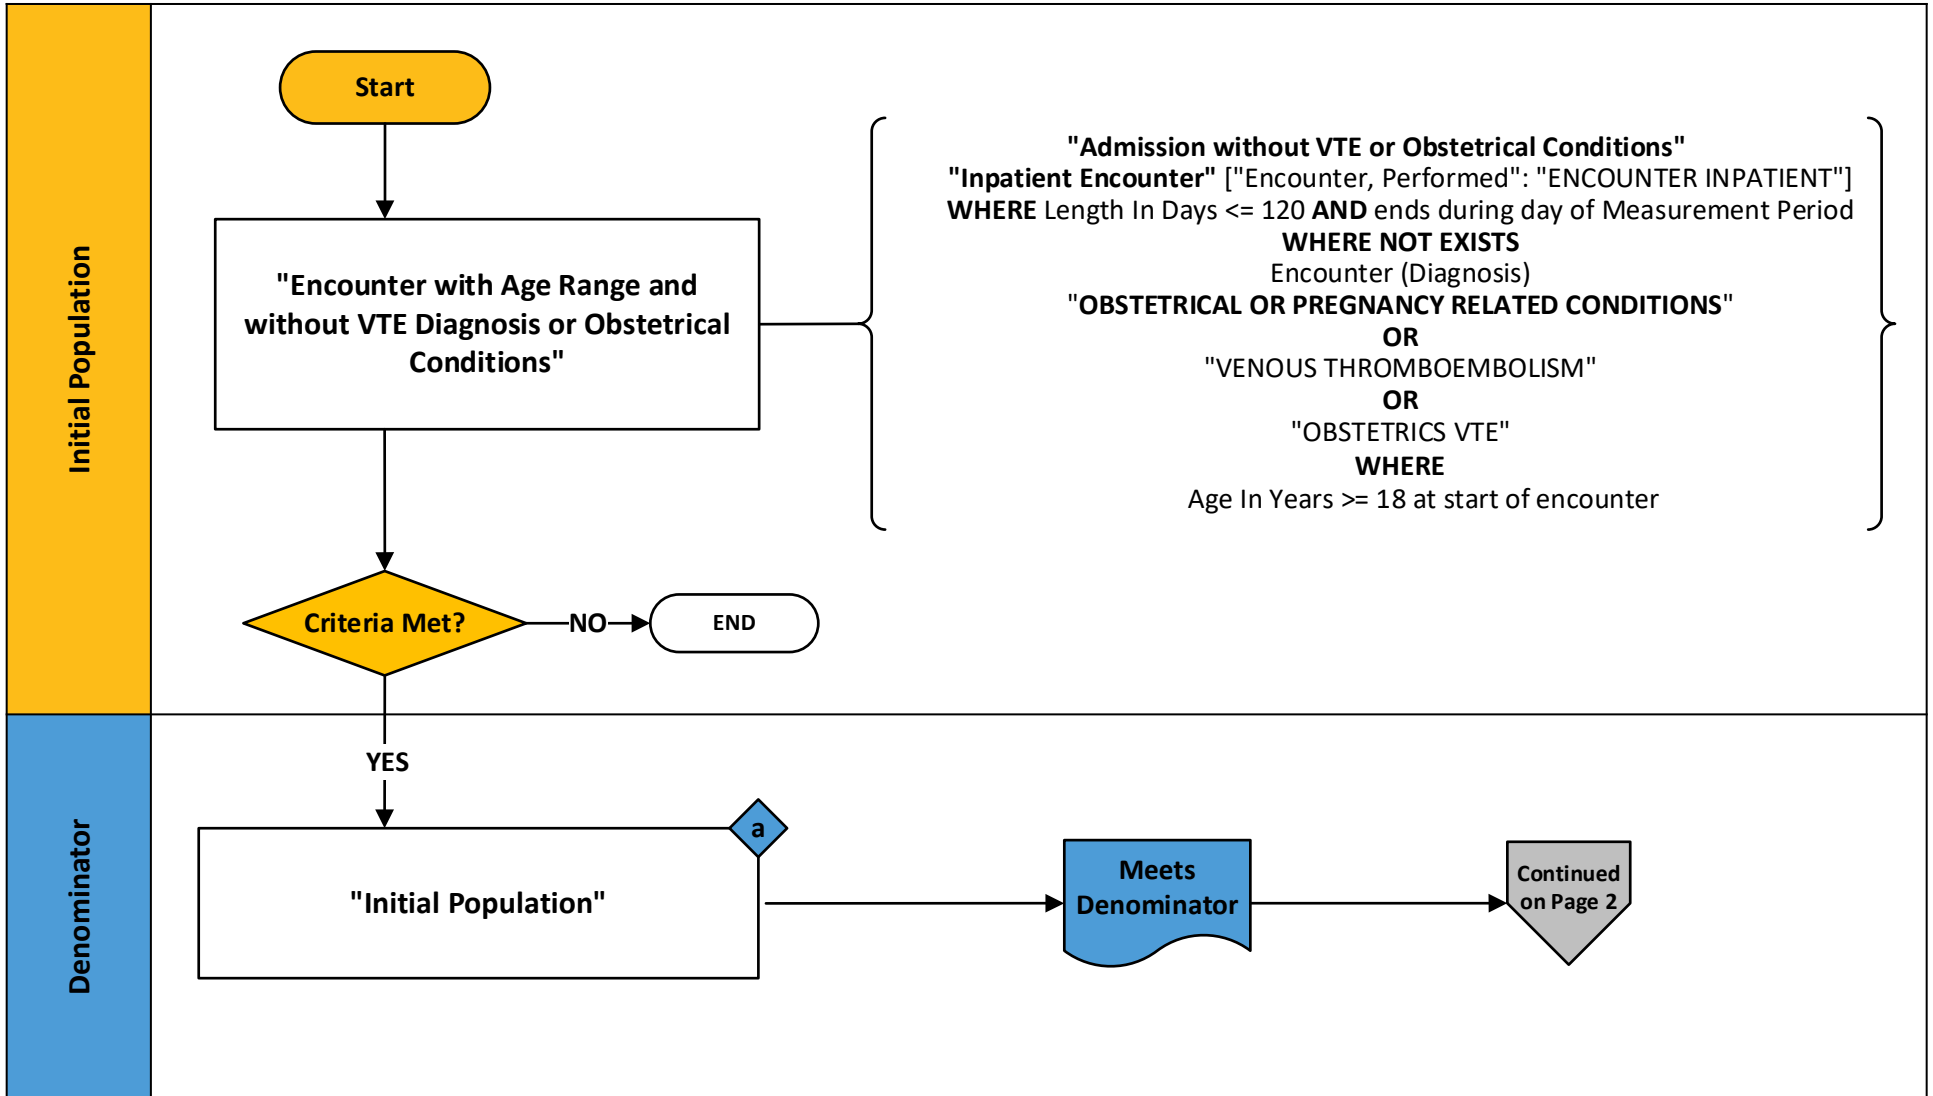 Initial Population
Start
"Encounter with Age Range and
without VTE Diagnosis or Obstetrical
Conditions"
"Admission without VTE or Obstetrical Conditions"
"Inpatient Encounter" ["Encounter, Performed": "ENCOUNTER INPATIENT"]
WHERE Length In Days <= 120 AND ends during day of Measurement Period
WHERE NOT EXISTS
Encounter (Diagnosis)
"OBSTETRICAL OR PREGNANCY RELATED CONDITIONS"
OR
"VENOUS THROMBOEMBOLISM"
OR
"OBSTETRICS VTE"
WHERE
Age In Years >= 18 at start of encounter
Criteria Met?
NO
END
YES
Denominator
"Initial Population"
a
Meets
Denominator
Continued
on Page 2